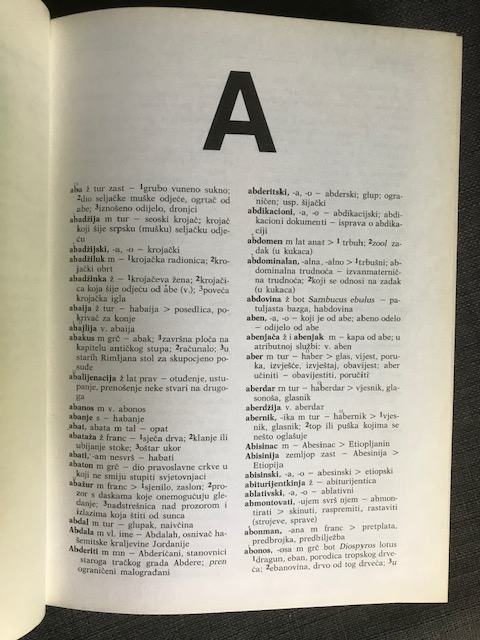 A
aba ž tur zast – ¹grubo vuneno sukno;
²dio seljačke muške odjeće, ogrtač od
abe; ³iznošeno odijelo, dronjci
abadžija m tur – seoski krojač; krojač
koji šije srpsku (mušku) seljačku odje-
ću
abadžijski, -a, -o – krojački
abadžiluk m – ¹krojačka radionica; ²kro-
jački obrt
abadžinka ž – ¹krojačeva žena; ²krojači-
ca koja šije odjeću od abe (v.); ³poveća
krojačka igla
abaija ž tur – habaija > posedlica, po-
krivač za konje
abajlija v. abaija
abakus m grč – abak; ¹završna ploča na
kapitelu antičkog stupa; ²računalo; ³u
starih Rimljana stol za skupocjeno po-
suđe
abalijenacija ž lat prav – otuđenje, ustu-
panje, prenošenje neke stvari na drugo-
ga
abanos m v. abonos
abanje s – habanje
abat, abata m tal – opat
abataža ž franc – ¹sječa drva; ²klanje ili
ubijanje stoke; ³oštar ukor
abati, -am nesvrš – habati
abaton m grč – dio pravoslavne crkve u
koji ne smiju stupiti svjetovnjaci
abažur m franc > ¹sjenilo, zaslon; ²pro-
zor s daskama koje onemogućuju gle-
danje; ³nadstrešnica nad prozorom i
izlazima koja štiti od sunca
abdal m tur – glupak, naivčina
Abdala m vl. ime – Abdalah, osnivač ha-
šemitske kraljevine Jordanije
Abderiti m mn – Abderićani, stanovnici
staroga tračkog grada Abdere; pren
ograničeni malograđani
abderitski, -a, -o – abderski; glup; ogra-
ničen; usp. šijački
abdikacioni, -a, -o – abdikacijski; abdi-
kacioni dokumenti – isprava o abdika-
ciji
abdomen m lat anat > ¹trbuh; ²zool za-
dak (u kukaca)
abdominalan, -alna, -alno > ¹trbušni; ab-
dominalna trudnoća – izvanmaternič-
na trudnoća; ²koji se odnosi na zadak
(u kukaca)
abdovina ž bot Sambucus ebulus – pa-
tuljasta bazga, habdovina
aben, -a, -o – koji je od abe; abeno odelo
– odijelo od abe
abenjača ž i abenjak m – kapa od abe; u
atributnoj službi: v. aben
aber m tur – haber > glas, vijest, poru-
ka, izvješće, izvještaj, obavijest; aber
učiniti – obavijestiti, poručiti
aberdar m tur – haberdar > vjesnik, gla-
sonoša, glasnik
aberdžija v. aberdar
abernik, -ika m tur – habernik > ¹vjes-
nik, glasnik; ²top ili puška kojima se
nešto oglašuje
Abisinac m – Abesinac > Etiopljanin
Abisinija zemljop zast – Abesinija >
Etiopija
abisinski, -a, -o – abesinski > etiopski
abiturijentkinja ž – abiturijentica
ablativski, -a, -o – ablativni
abmontovati, -ujem svrš njem – abmon-
tirati > skinuti, raspremiti, rastaviti
(strojeve, sprave)
abonman, -ana m franc > pretplata,
predbrojka, predbilježba
abonos, -osa m grč bot Diospyros lotus
¹dragun, eban, porodica tropskog drve-
ća; ²ebanovina, drvo od tog drveća; ³u